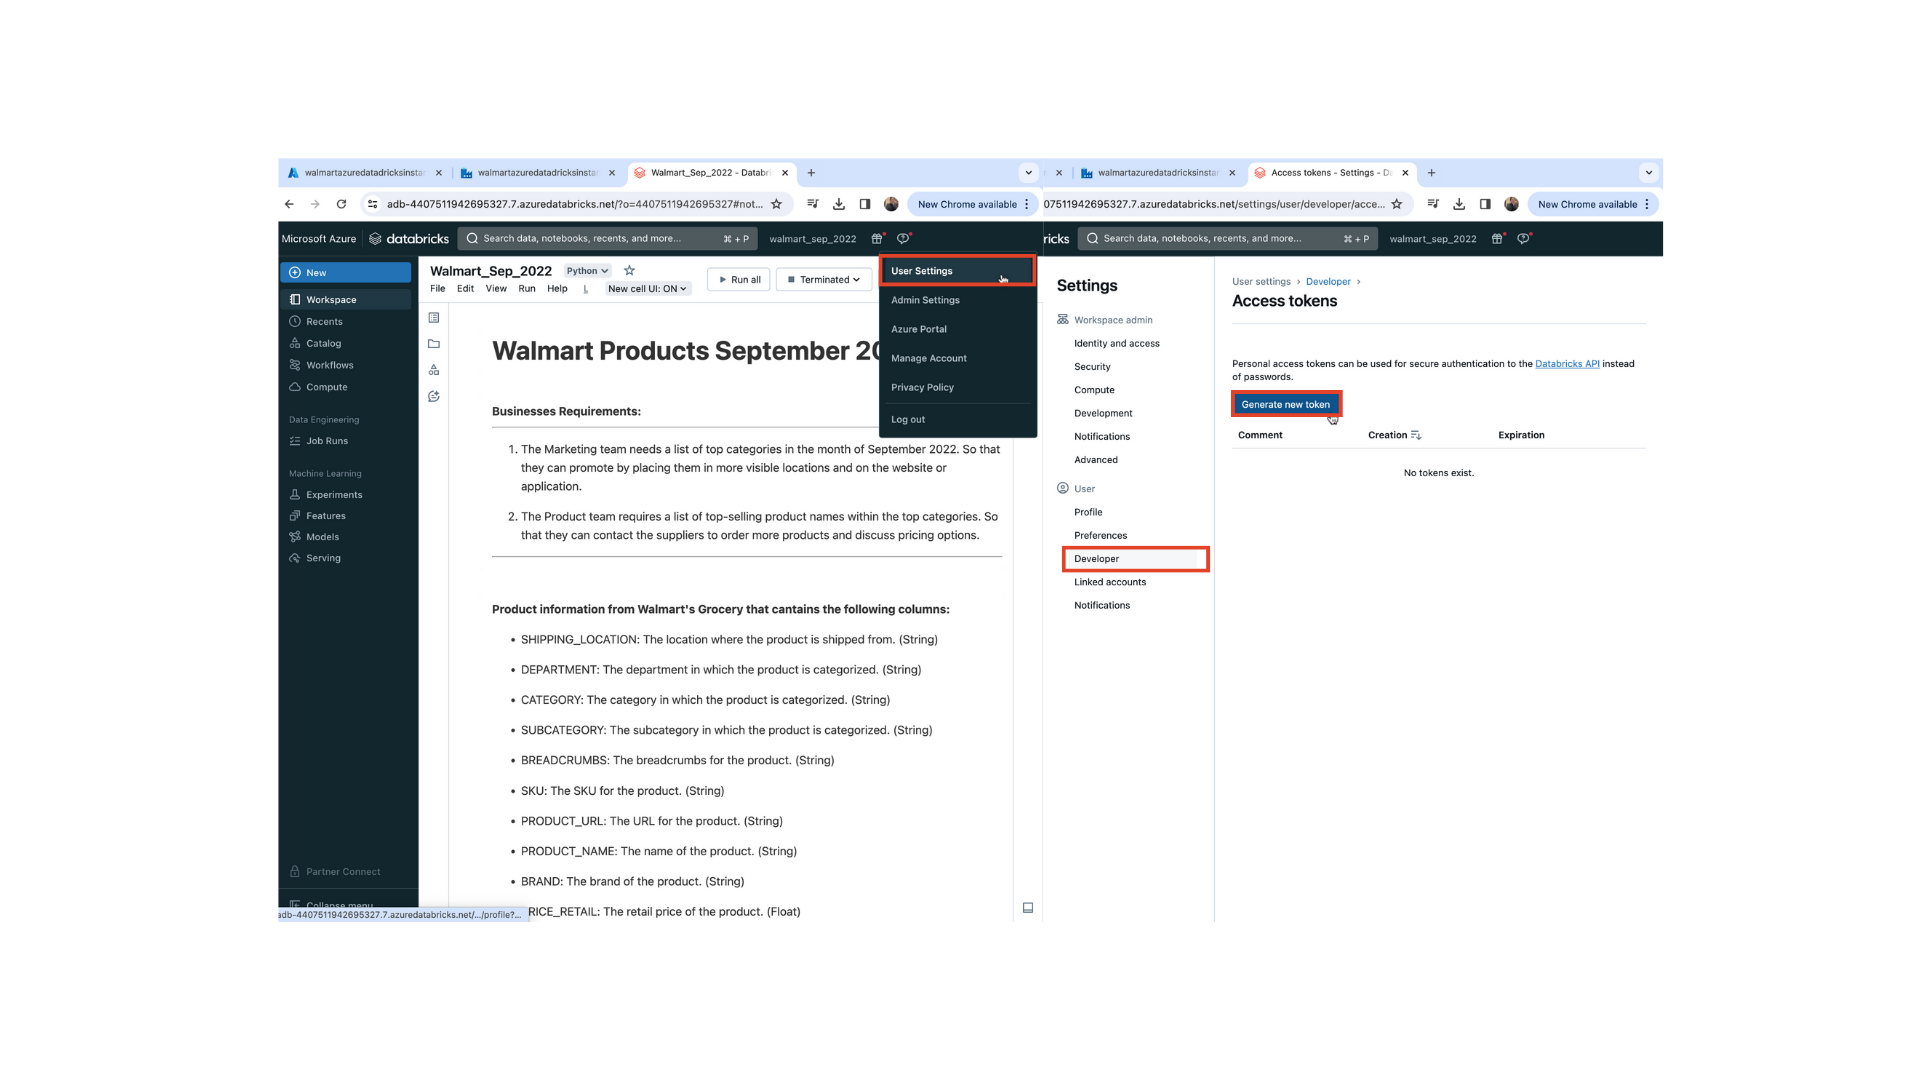 walmartazuredatadricksinsta
walmartazuredatadricksinsta
Walmart_Sep_2022 - Databri
adb-4407511942695327.7.azuredatabricks.net/?o=4407511942695327#not...
New Chrome available
Microsoft Azure
databricks
Search data, notebooks, recents, and more...
⌘ + P
walmart_sep_2022
New
Workspace
Recents
Catalog
Workflows
Compute
Data Engineering
Job Runs
Machine Learning
Experiments
Features
Models
Serving
Partner Connect
Collapse menu
adb-4407511942695327.7.azuredatabricks.net/.../profile?...
Walmart_Sep_2022
Python
File Edit View Run Help
New cell UI: ON
Run all
Terminated
User Settings
Admin Settings
Azure Portal
Manage Account
Privacy Policy
Log out
Walmart Products September 20
Businesses Requirements:
1. The Marketing team needs a list of top categories in the month of September 2022. So that
they can promote by placing them in more visible locations and on the website or
application.
2. The Product team requires a list of top-selling product names within the top categories. So
that they can contact the suppliers to order more products and discuss pricing options.
Product information from Walmart's Grocery that cantains the following columns:
• SHIPPING_LOCATION: The location where the product is shipped from. (String)
• DEPARTMENT: The department in which the product is categorized. (String)
• CATEGORY: The category in which the product is categorized. (String)
• SUBCATEGORY: The subcategory in which the product is categorized. (String)
• BREADCRUMBS: The breadcrumbs for the product. (String)
• SKU: The SKU for the product. (String)
• PRODUCT_URL: The URL for the product. (String)
• PRODUCT_NAME: The name of the product. (String)
• BRAND: The brand of the product. (String)
RICE_RETAIL: The retail price of the product. (Float)
walmartazuredatadricksinsta
Access tokens - Settings - Da
07511942695327.7.azuredatabricks.net/settings/user/developer/acce...
New Chrome available
ricks
Search data, notebooks, recents, and more...
⌘ + P
walmart_sep_2022
Settings
Workspace admin
Identity and access
Security
Compute
Development
Notifications
Advanced
User
Profile
Preferences
Developer
Linked accounts
Notifications
User settings > Developer >
Access tokens
Personal access tokens can be used for secure authentication to the Databricks API instead
of passwords.
Generate new token
Comment Creation Expiration
No tokens exist.